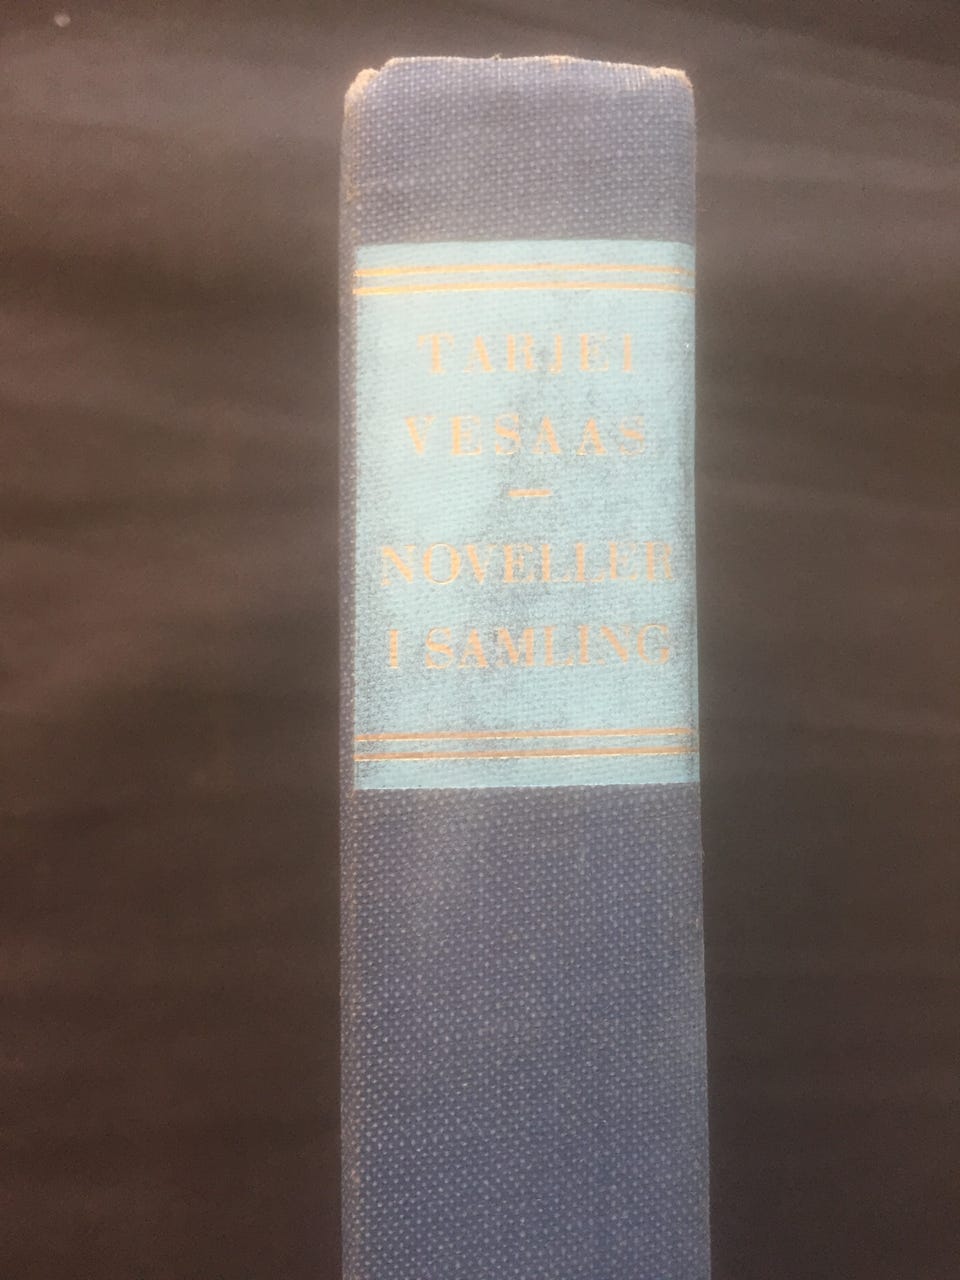 TARJEI
VESAAS
—
NOVELLER
I SAMLING